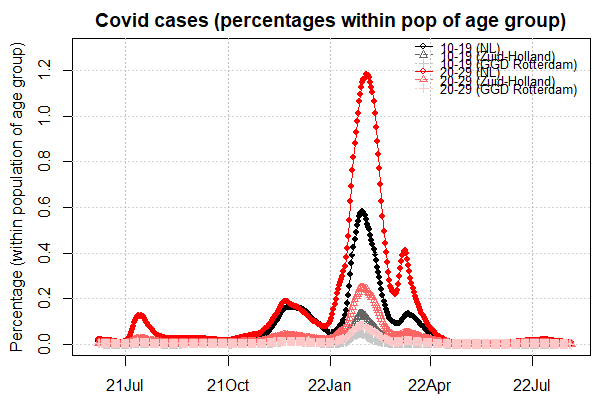 Covid cases (percentages within pop of age group)
Percentage (within population of age group)
1.2
1.0
0.8
0.6
0.4
0.2
0.0
10-19 (NL)
10-19 (Zuid-Holland)
10-19 (GGD Rotterdam)
20-29 (NL)
20-29 (Zuid-Holland)
20-29 (GGD Rotterdam)
21Jul 21Oct 22Jan 22Apr 22Jul